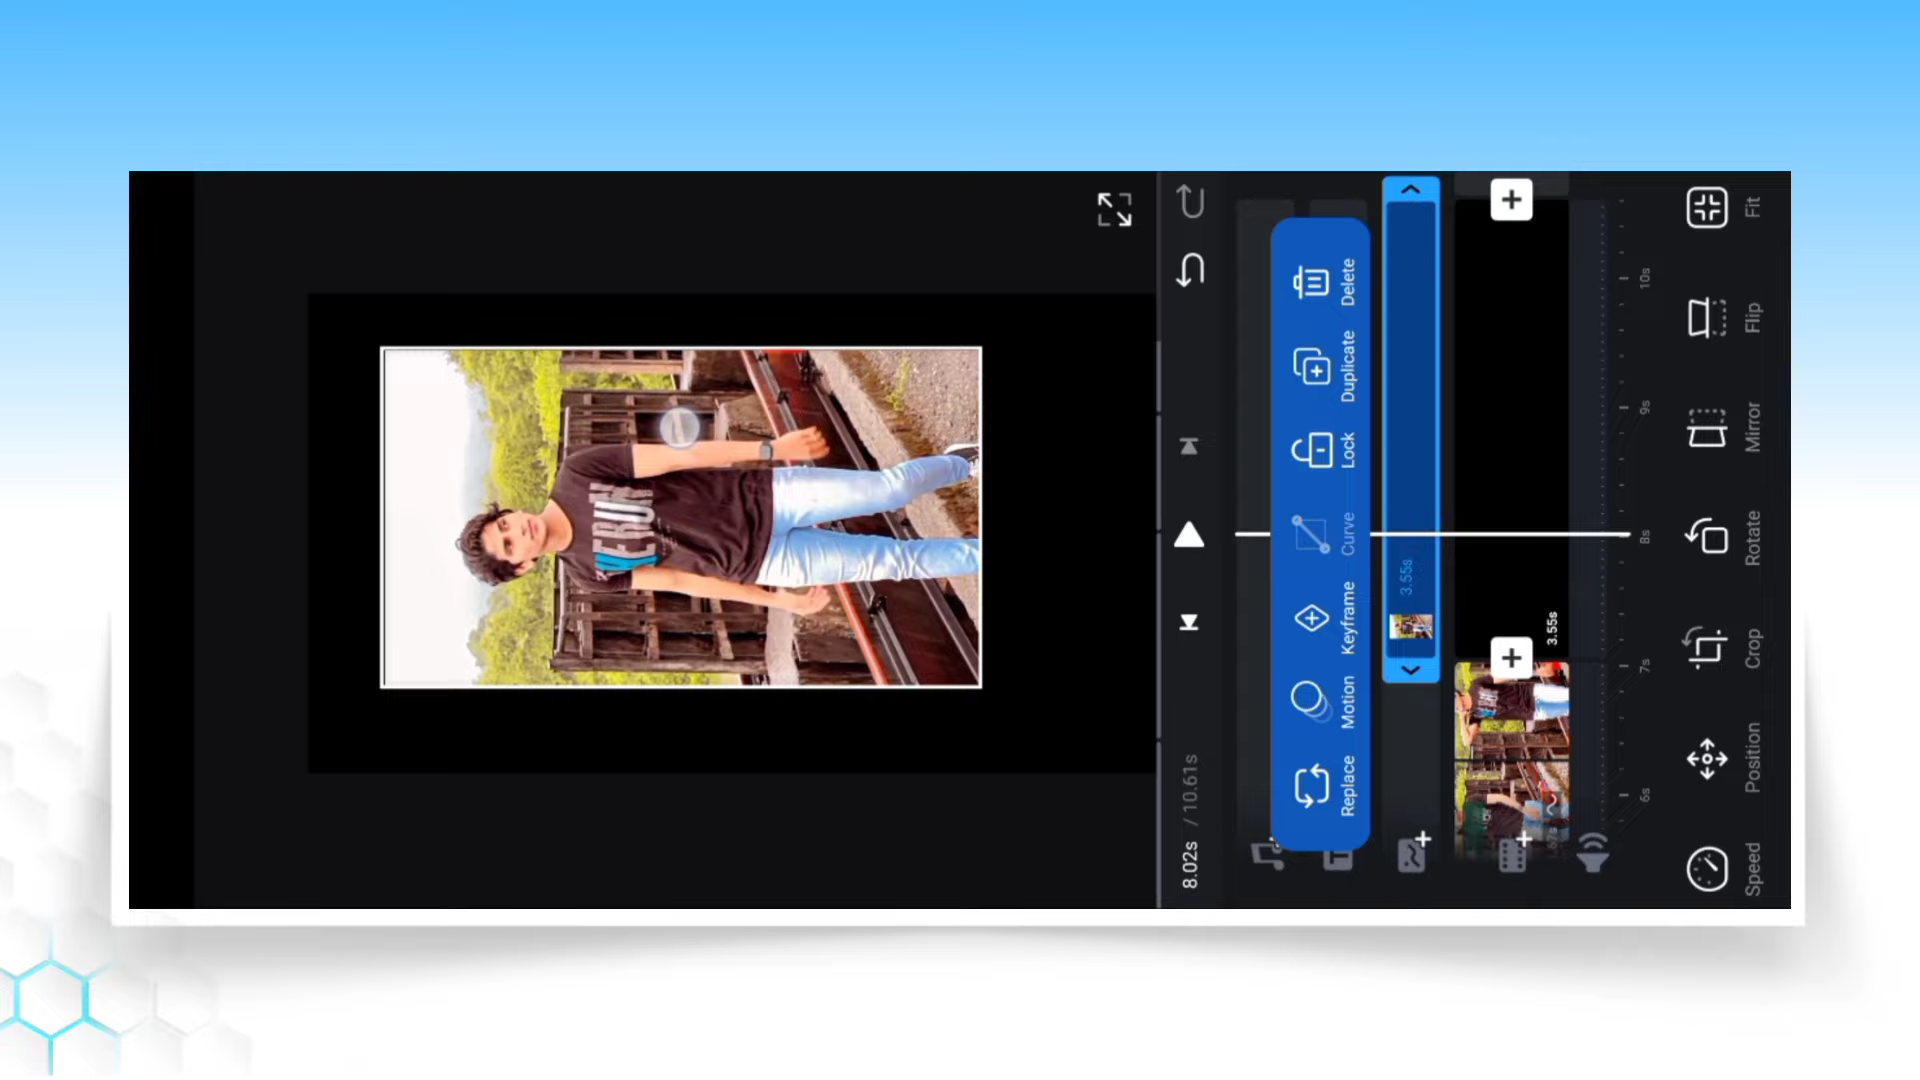 ZERUN
8.02s / 10.61s
Replace
Motion
Keyframe
Curve
Lock
Duplicate
Delete
3.55s
3.55s
6s
7s
8s
9s
10s
Speed
Position
Crop
Rotate
Mirror
Flip
Fit